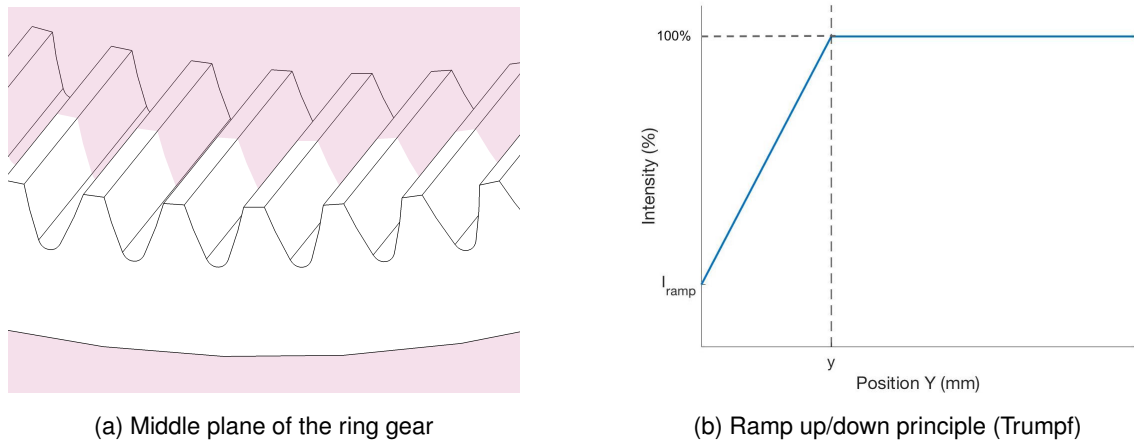 100%
Intensity (%)
I_ramp
y
Position Y (mm)
(a) Middle plane of the ring gear
(b) Ramp up/down principle (Trumpf)